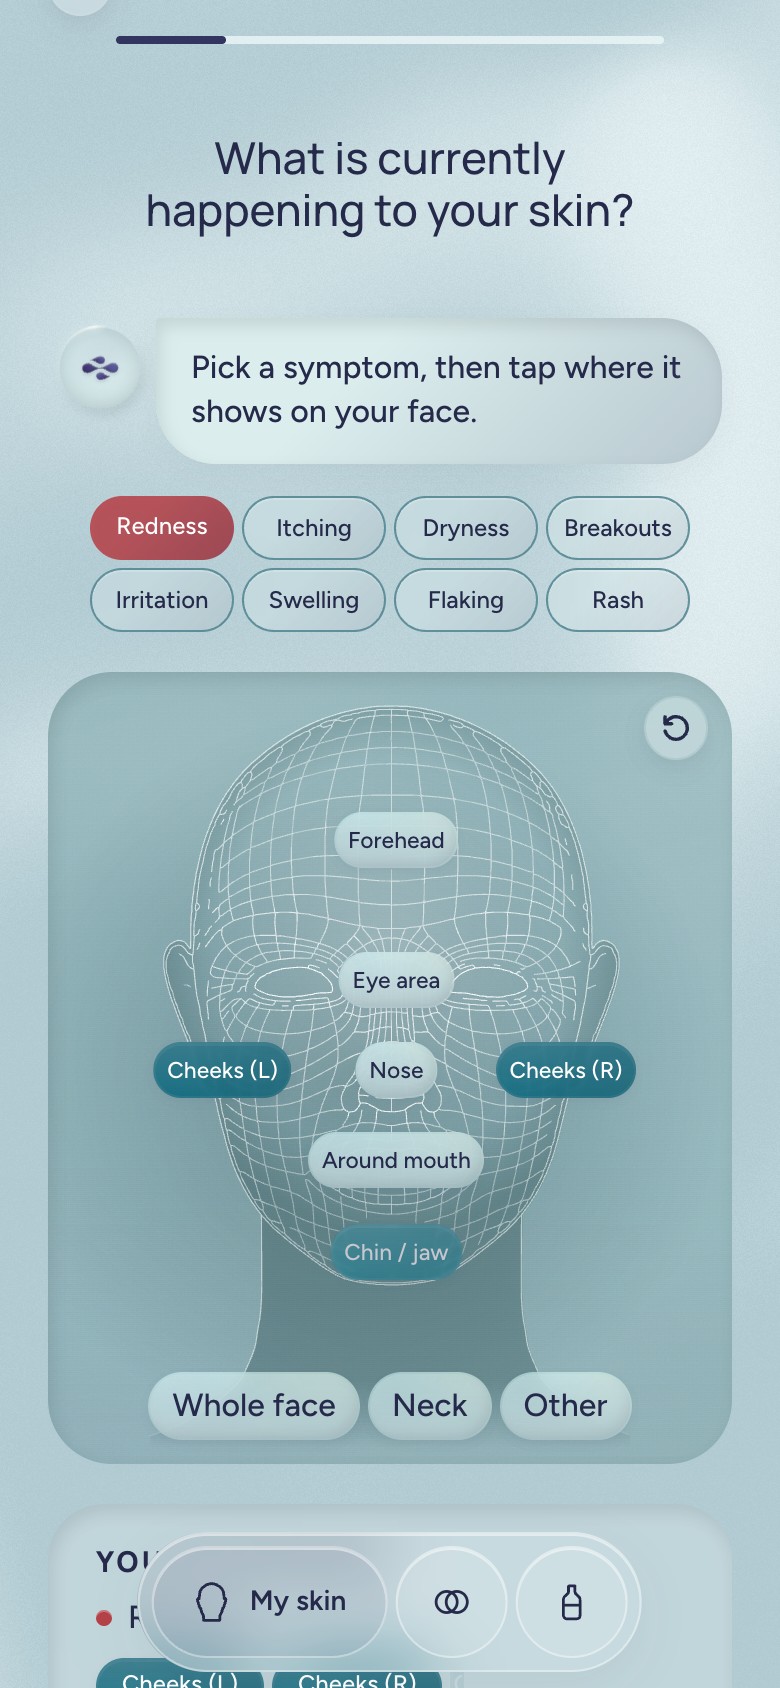 What is currently
happening to your skin?
Pick a symptom, then tap where it
shows on your face.
Redness
Itching
Dryness
Breakouts
Irritation
Swelling
Flaking
Rash
Forehead
Eye area
Cheeks (L)
Nose
Cheeks (R)
Around mouth
Chin / jaw
Whole face
Neck
Other
My skin
Cheeks (L)
Cheeks (R)